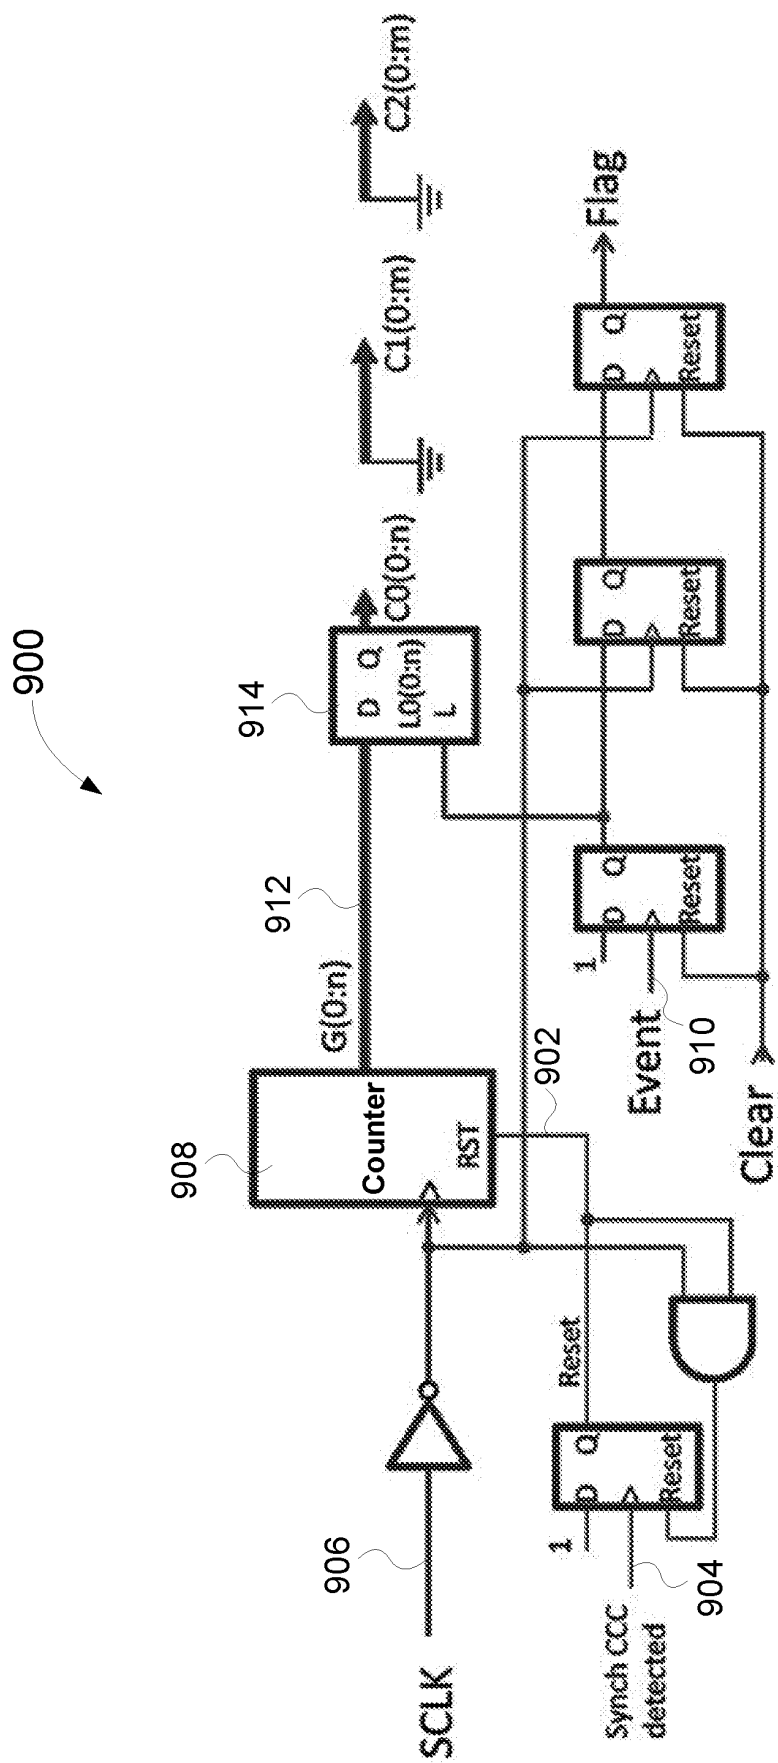 900
SCLK
906
908
Counter
RST
G(0:n)
912
914
D Q
L0(0:n)
L
C0(0:n)
C1(0:m)
C2(0:m)
902
Synch CCC
detected
904
1
D Q
Reset
Reset
Event
910
1
D Q
Reset
D Q
Reset
D Q
Reset
Flag
Clear